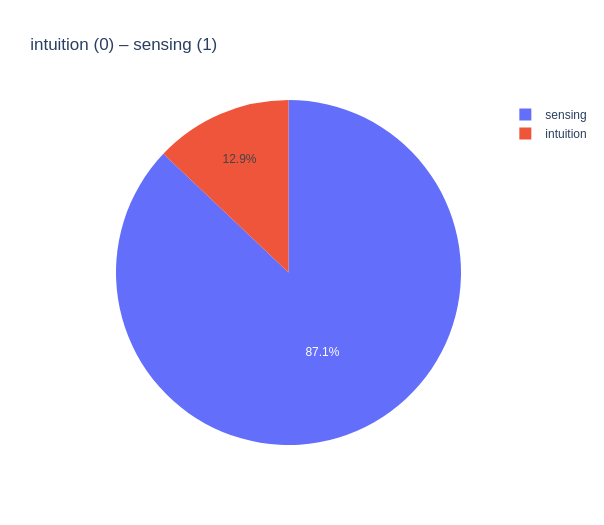 intuition (0) – sensing (1)
sensing
intuition
12.9%
87.1%